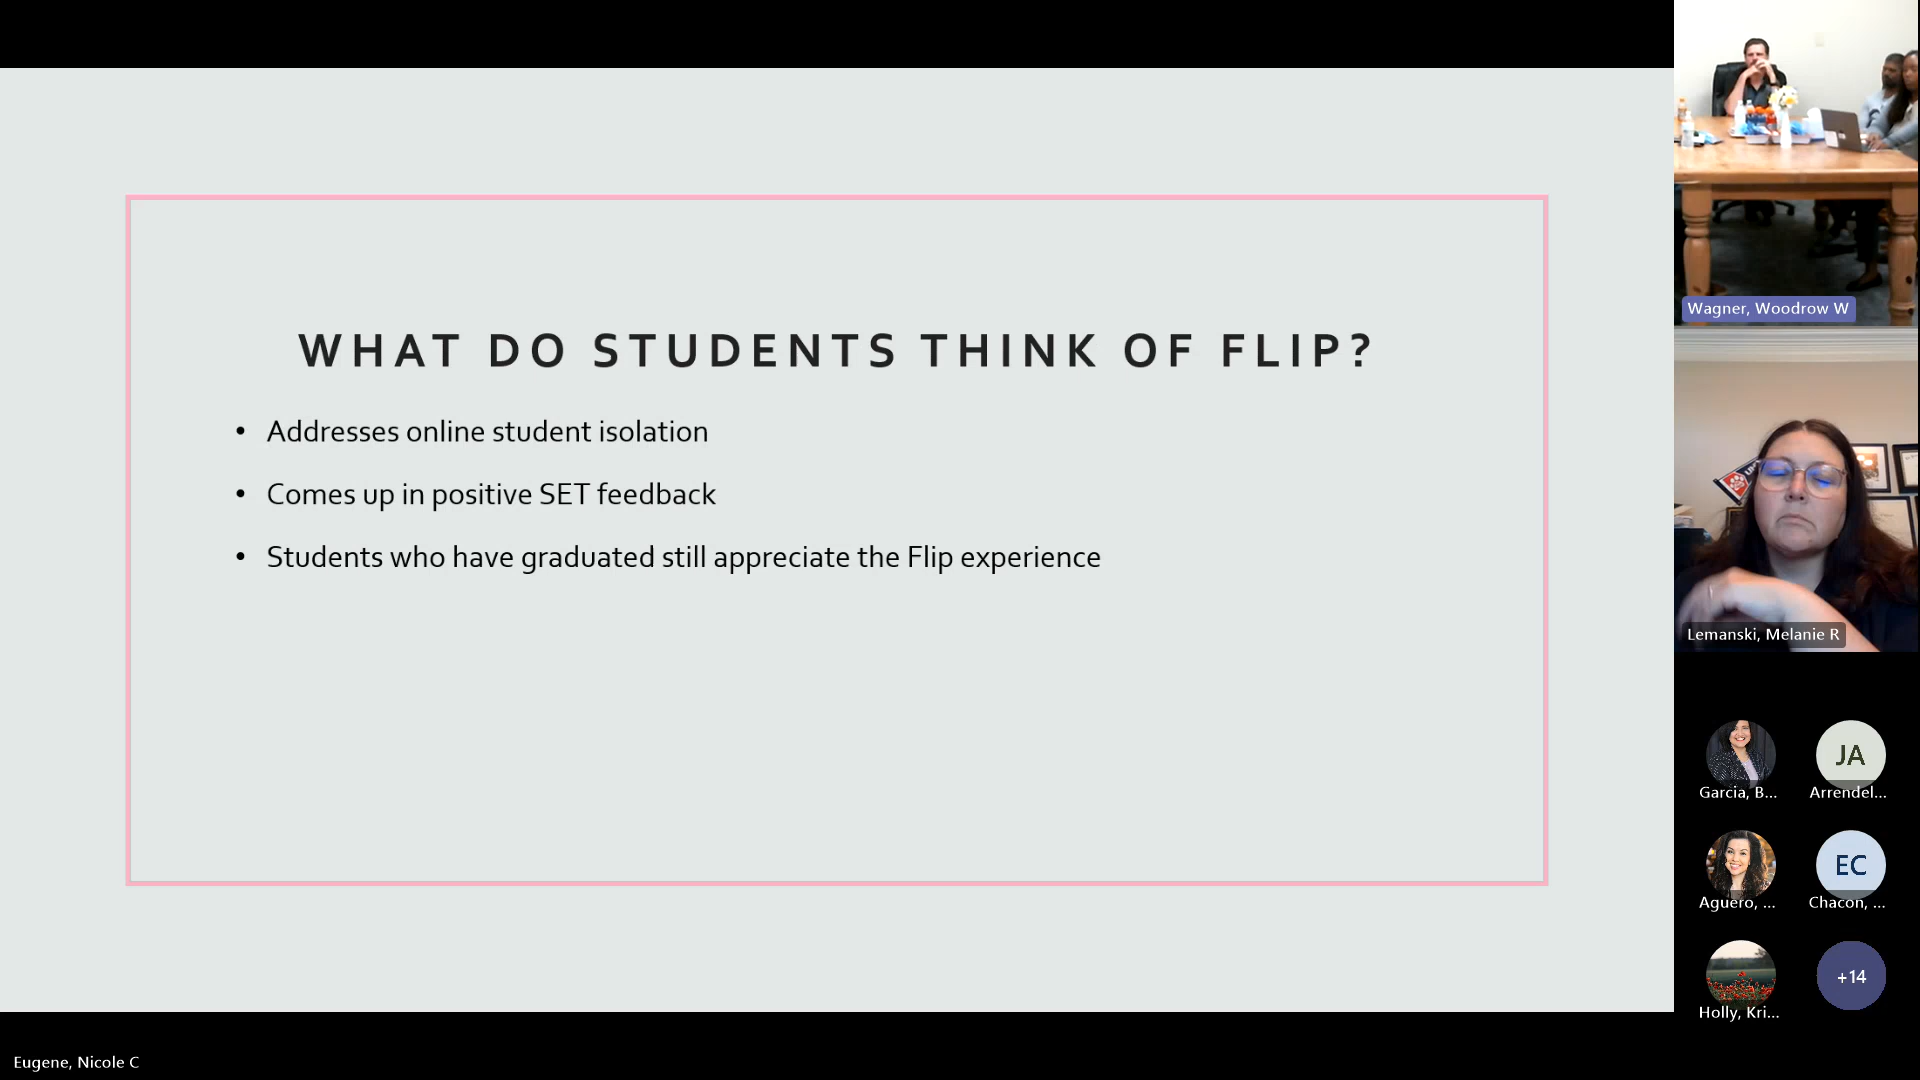 WHAT DO STUDENTS THINK OF FLIP?
• Addresses online student isolation
• Comes up in positive SET feedback
• Students who have graduated still appreciate the Flip experience
Wagner, Woodrow W
Lemanski, Melanie R
Garcia, B...
JA
Arrendel...
Aguero, ...
EC
Chacon, ...
Holly, Kri...
+14
Eugene, Nicole C